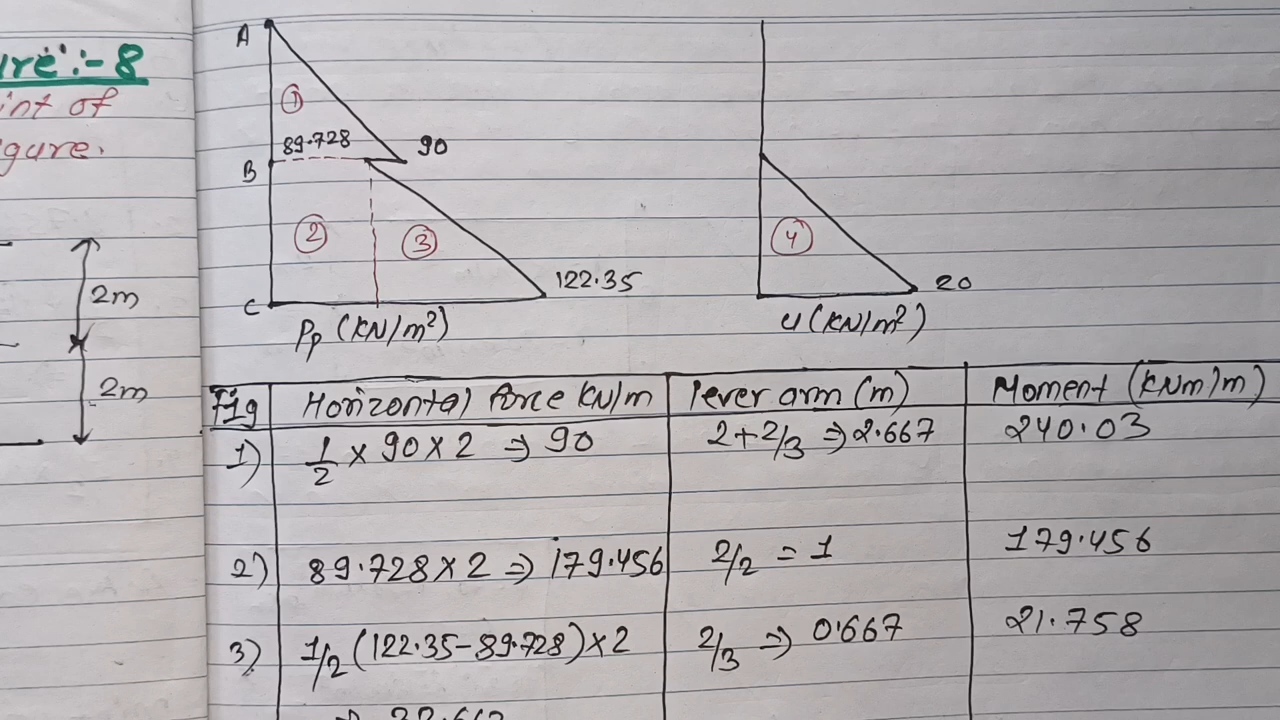 ure :- 8
int of
gure.
2m
2m
A
①
89.728
90
B
②
③
122.35
C
Pp (KN/m²)
④
20
u (KN/m²)
Fig Horizontal force KN/m lever arm (m) Moment (KNm/m)
1) 1/2 × 90 × 2 ⇒ 90 2+2/3 ⇒ 2.667 240.03
2) 89.728 × 2 ⇒ 179.456 2/2 = 1 179.456
3) 1/2 (122.35-89.728) × 2 2/3 ⇒ 0.667 21.758